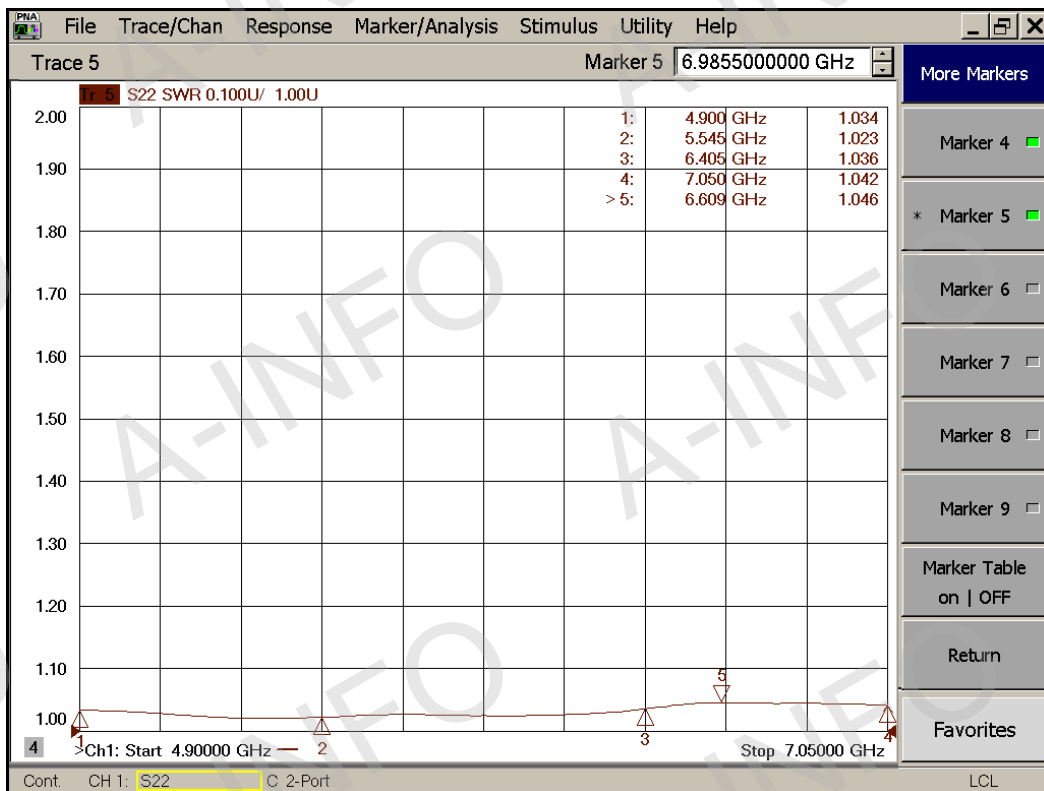 PNA File Trace/Chan Response Marker/Analysis Stimulus Utility Help
Trace 5 Marker 5 6.9855000000 GHz
Tr 5 S22 SWR 0.100U/ 1.00U
2.00
1.90
1.80
1.70
1.60
1.50
1.40
1.30
1.20
1.10
1.00
1: 4.900 GHz 1.034
2: 5.545 GHz 1.023
3: 6.405 GHz 1.036
4: 7.050 GHz 1.042
> 5: 6.609 GHz 1.046
5
1
2
3
4
4 >Ch1: Start 4.90000 GHz Stop 7.05000 GHz
Cont. CH 1: S22 C 2-Port LCL
More Markers
Marker 4
* Marker 5
Marker 6
Marker 7
Marker 8
Marker 9
Marker Table
on | OFF
Return
Favorites
A-INFO
A-INFO